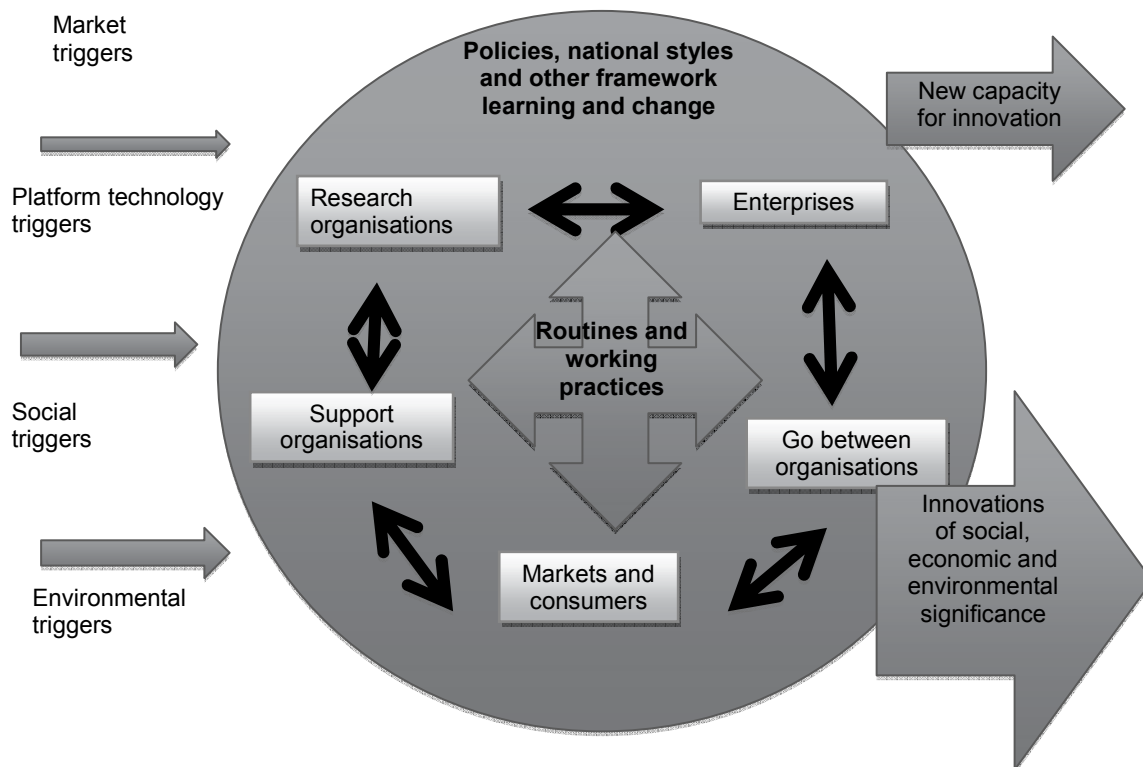 Market
triggers
Policies, national styles
and other framework
learning and change
New capacity
for innovation
Platform technology
triggers
Research
organisations
Enterprises
Routines and
working
practices
Social
triggers
Support
organisations
Go between
organisations
Innovations
of social,
economic and
environmental
significance
Markets and
consumers
Environmental
triggers